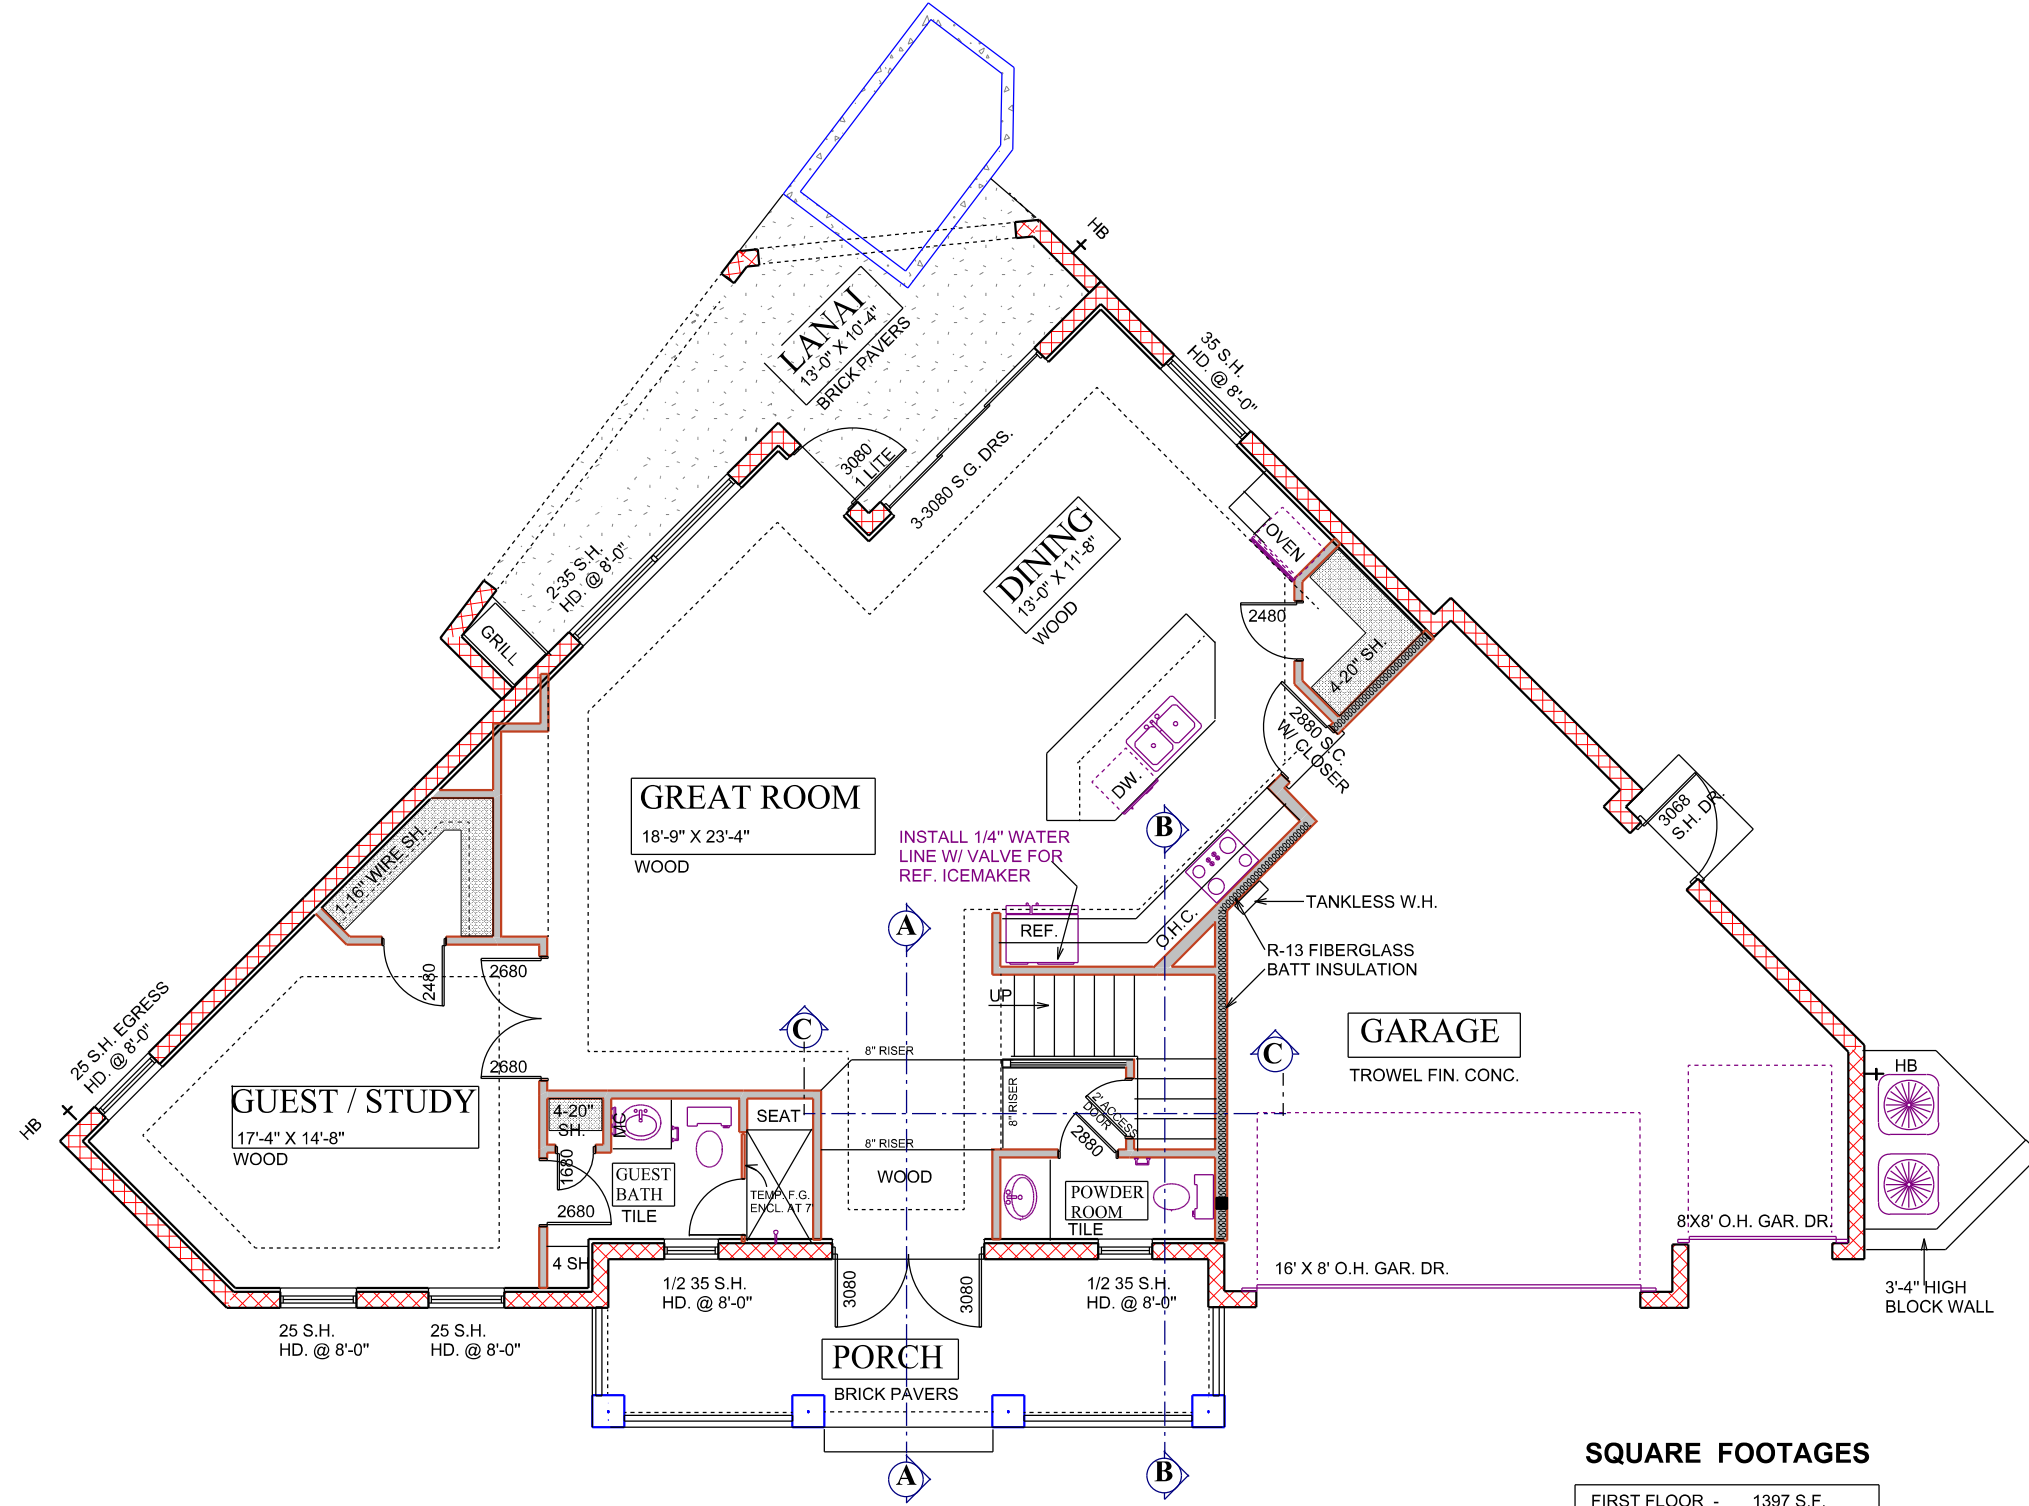 HB
LANAI
13'-0" X 10'-4"
BRICK PAVERS
35 S.H.
HD. @ 8'-0"
3080
1 LITE
3-3080 S.G. DRS.
2-35 S.H.
HD. @ 8'-0"
GRILL
DINING
13'-0" X 11'-8"
WOOD
OVEN
2480
4-20" SH.
2880 S.C.
W/ CLOSER
DW.
3068
S.H. DR.
GREAT ROOM
18'-9" X 23'-4"
WOOD
INSTALL 1/4" WATER
LINE W/ VALVE FOR
REF. ICEMAKER
B
A
REF.
O.H.C.
TANKLESS W.H.
R-13 FIBERGLASS
BATT INSULATION
1-16" WIRE SH.
2480
2680
2680
UP
C
C
25 S.H. EGRESS
HD. @ 8'-0"
HB
GUEST / STUDY
17'-4" X 14'-8"
WOOD
GARAGE
TROWEL FIN. CONC.
HB
8" RISER
8" RISER
8" RISER
4-20"
SH.
MC
SEAT
2' ACCESS
DOOR
2880
1680
GUEST
BATH
TILE
2680
TEMP. F.G.
ENCL. AT 7'
WOOD
POWDER
ROOM
TILE
4 SH
8'X8' O.H. GAR. DR.
16' X 8' O.H. GAR. DR.
1/2 35 S.H.
HD. @ 8'-0"
3080
3080
1/2 35 S.H.
HD. @ 8'-0"
3'-4" HIGH
BLOCK WALL
25 S.H.
HD. @ 8'-0"
25 S.H.
HD. @ 8'-0"
PORCH
BRICK PAVERS
A
B
SQUARE FOOTAGES
FIRST FLOOR - 1397 S.F.